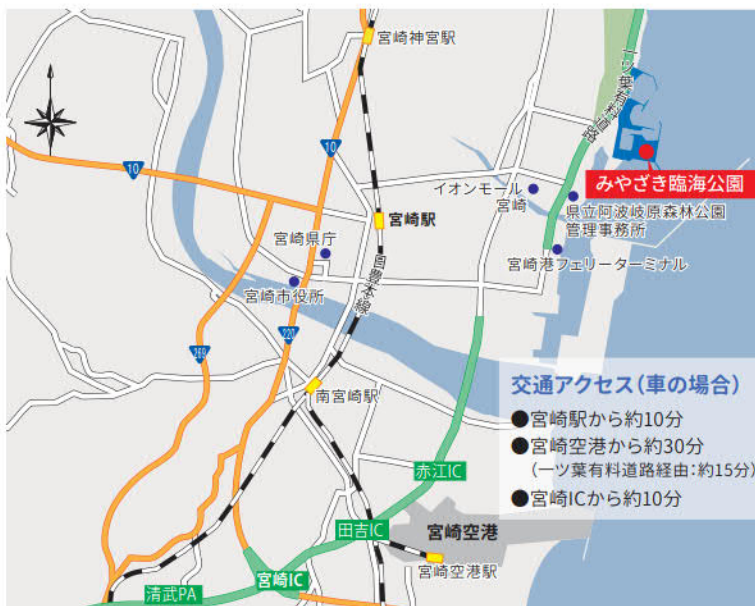 宮崎神宮駅
一ツ葉有料道路
10
10
みやざき臨海公園
イオンモール
宮崎
県立阿波岐原森林公園
管理事務所
宮崎駅
宮崎県庁
宮崎港フェリーターミナル
日豊本線
宮崎市役所
220
269
南宮崎駅
交通アクセス（車の場合）
●宮崎駅から約10分
●宮崎空港から約30分
（一ツ葉有料道路経由：約15分）
●宮崎ICから約10分
赤江IC
田吉IC
宮崎空港
宮崎空港駅
宮崎IC
清武PA